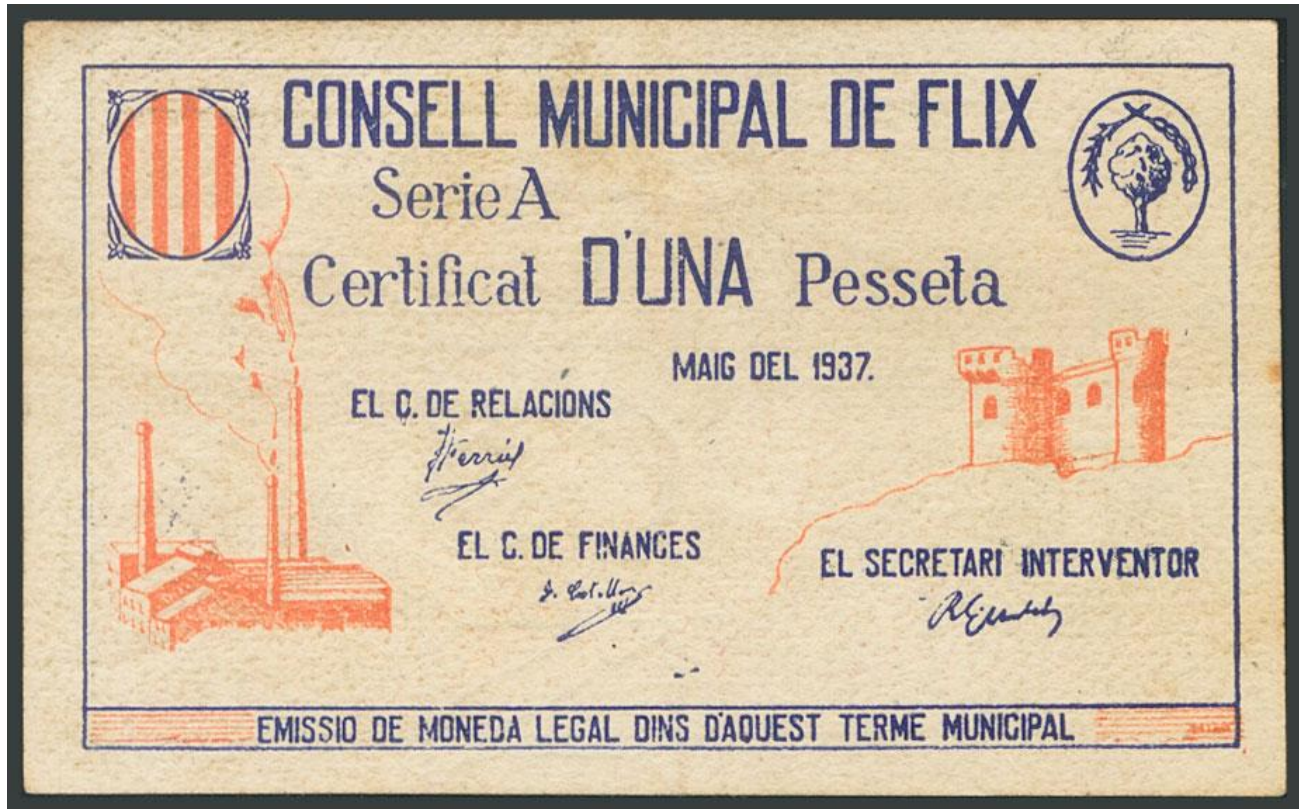 CONSELL MUNICIPAL DE FLIX
Serie A
Certificat D'UNA Pesseta
MAIG DEL 1937.
EL C. DE RELACIONS
EL C. DE FINANCES
EL SECRETARI INTERVENTOR
EMISSIO DE MONEDA LEGAL DINS D'AQUEST TERME MUNICIPAL